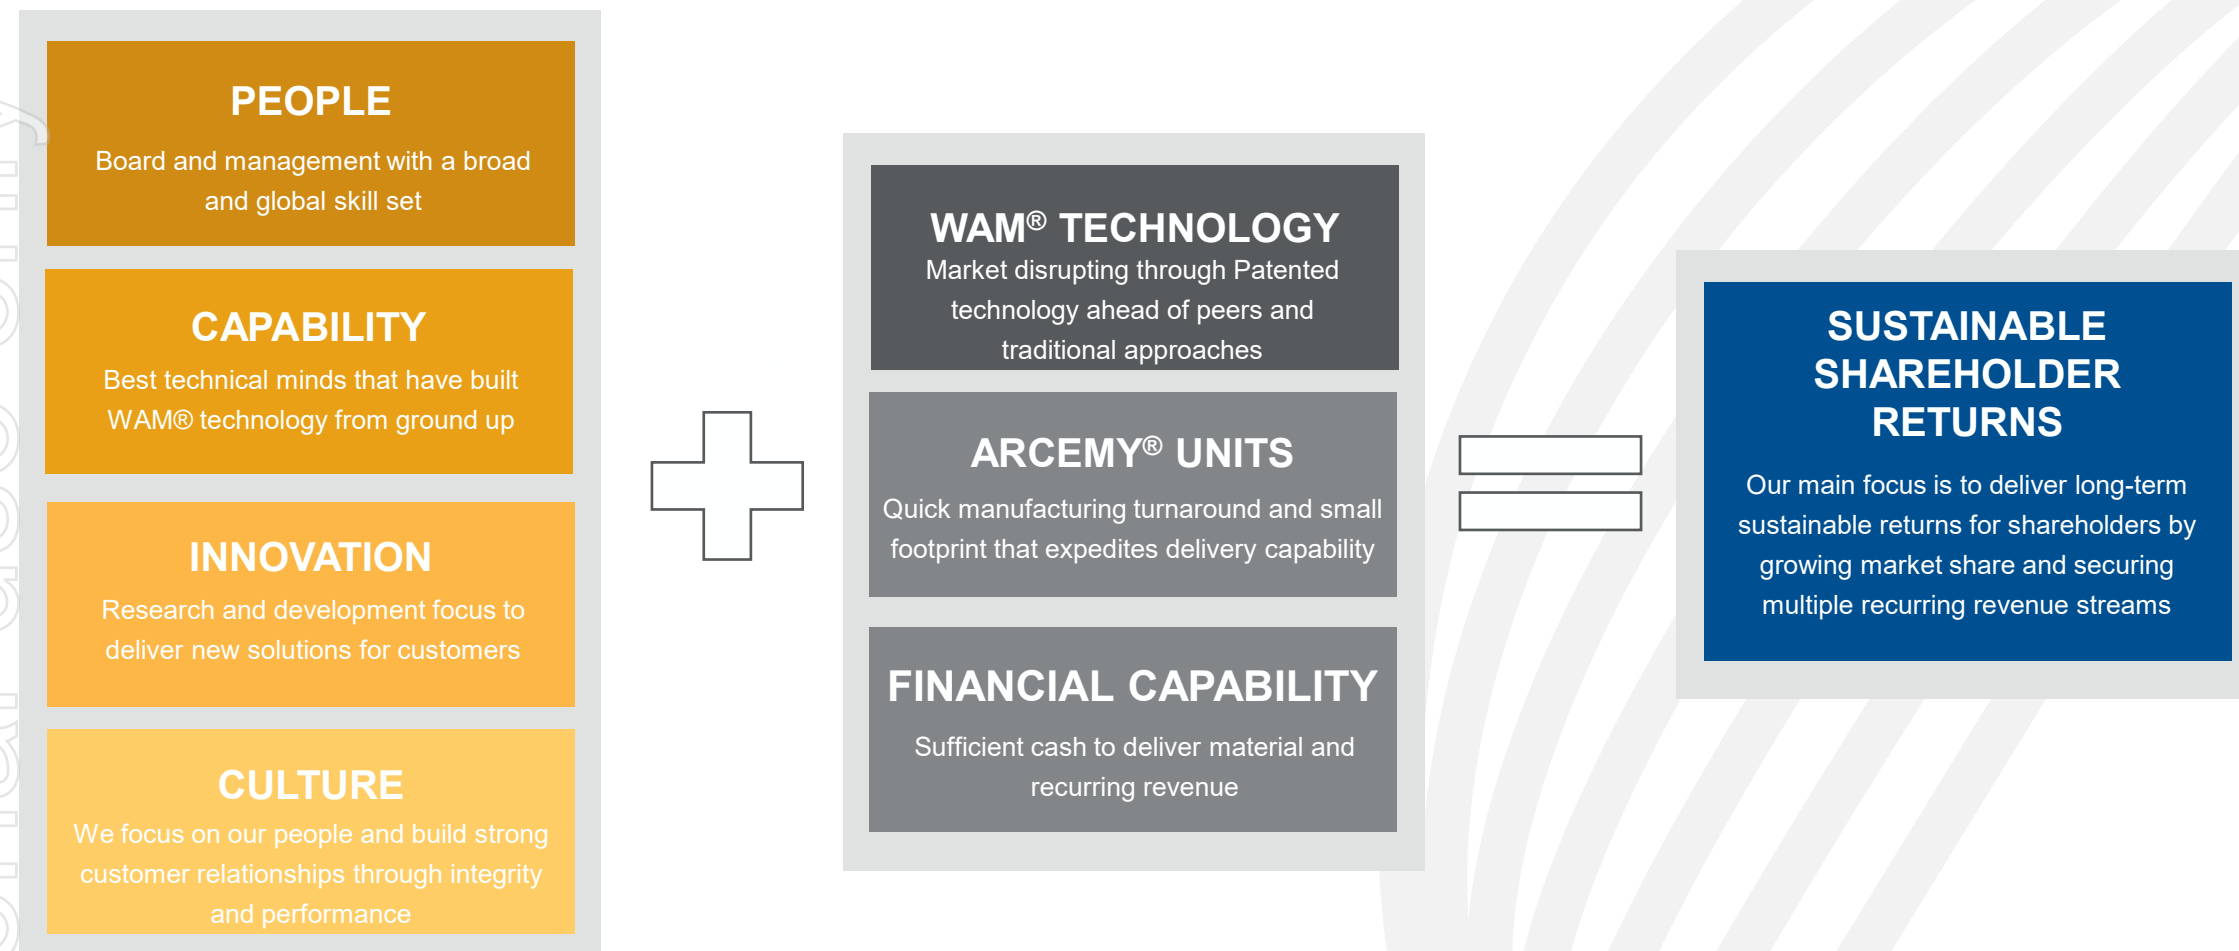 PEOPLE
Board and management with a broad
and global skill set
CAPABILITY
Best technical minds that have built
WAM® technology from ground up
INNOVATION
Research and development focus to
deliver new solutions for customers
CULTURE
We focus on our people and build strong
customer relationships through integrity
and performance
WAM® TECHNOLOGY
Market disrupting through Patented
technology ahead of peers and
traditional approaches
ARCEMY® UNITS
Quick manufacturing turnaround and small
footprint that expedites delivery capability
FINANCIAL CAPABILITY
Sufficient cash to deliver material and
recurring revenue
SUSTAINABLE
SHAREHOLDER
RETURNS
Our main focus is to deliver long-term
sustainable returns for shareholders by
growing market share and securing
multiple recurring revenue streams